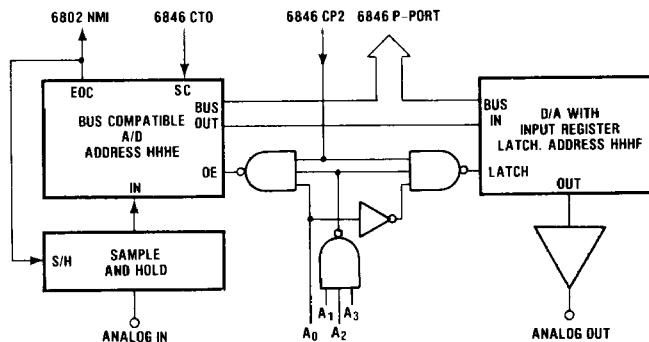 6802 NMI
6846 CTO
6846 CP2
6846 P-PORT
EOC
SC
BUS
OUT
BUS COMPATIBLE
A/D
ADDRESS HHHE
OE
IN
BUS
IN
D/A WITH
INPUT REGISTER
LATCH. ADDRESS HHHF
LATCH
OUT
S/H
SAMPLE
AND HOLD
ANALOG IN
A0
A1
A2
A3
ANALOG OUT